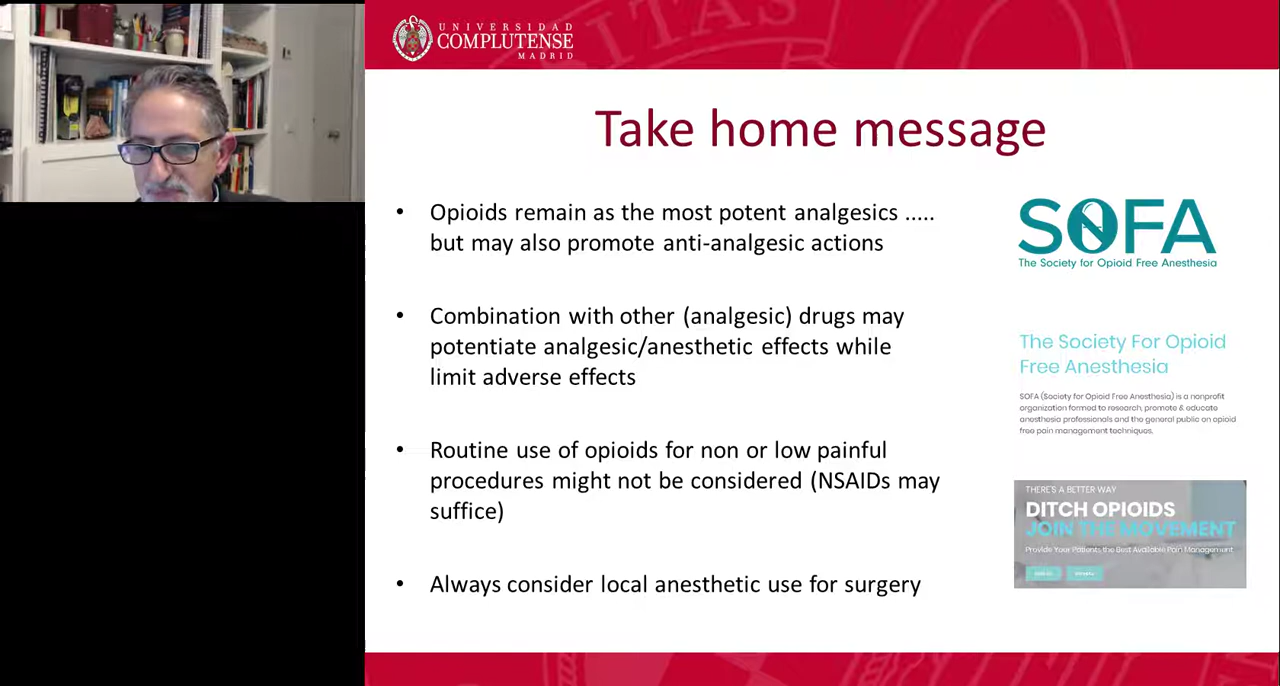 UNIVERSIDAD
COMPLUTENSE
MADRID
Take home message
• Opioids remain as the most potent analgesics .....
but may also promote anti-analgesic actions
• Combination with other (analgesic) drugs may
potentiate analgesic/anesthetic effects while
limit adverse effects
• Routine use of opioids for non or low painful
procedures might not be considered (NSAIDs may
suffice)
• Always consider local anesthetic use for surgery
SOFA
The Society for Opioid Free Anesthesia
The Society For Opioid
Free Anesthesia
SOFA (Society for Opioid Free Anesthesia) is a nonprofit
organization formed to research, promote & educate
anesthesia professionals and the general public on opioid
free pain management techniques.
THERE'S A BETTER WAY
DITCH OPIOIDS
JOIN THE MOVEMENT
Provide Your Patients the Best Available Pain Management